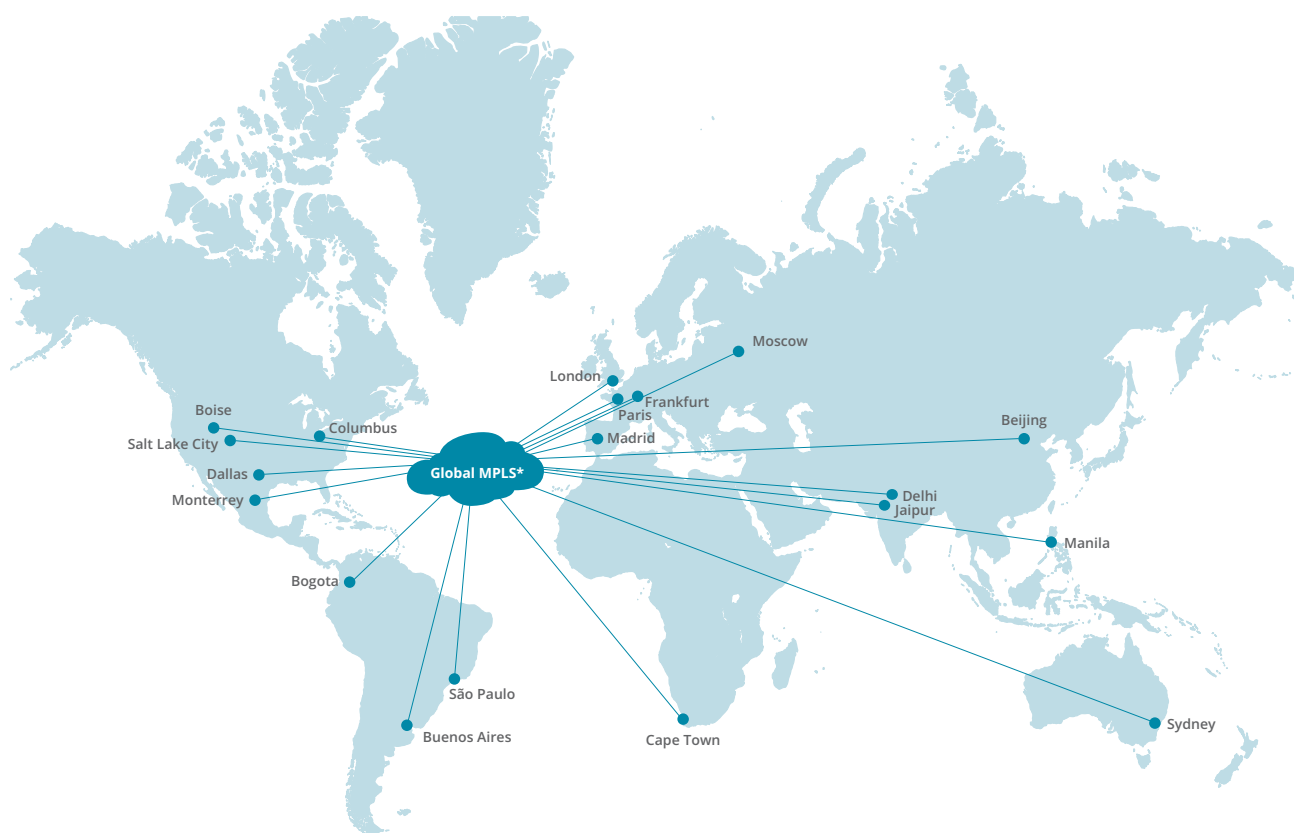 Moscow
London
Frankfurt
Paris
Boise
Columbus
Salt Lake City
Madrid
Beijing
Global MPLS*
Dallas
Monterrey
Delhi
Jaipur
Manila
Bogota
São Paulo
Buenos Aires
Cape Town
Sydney